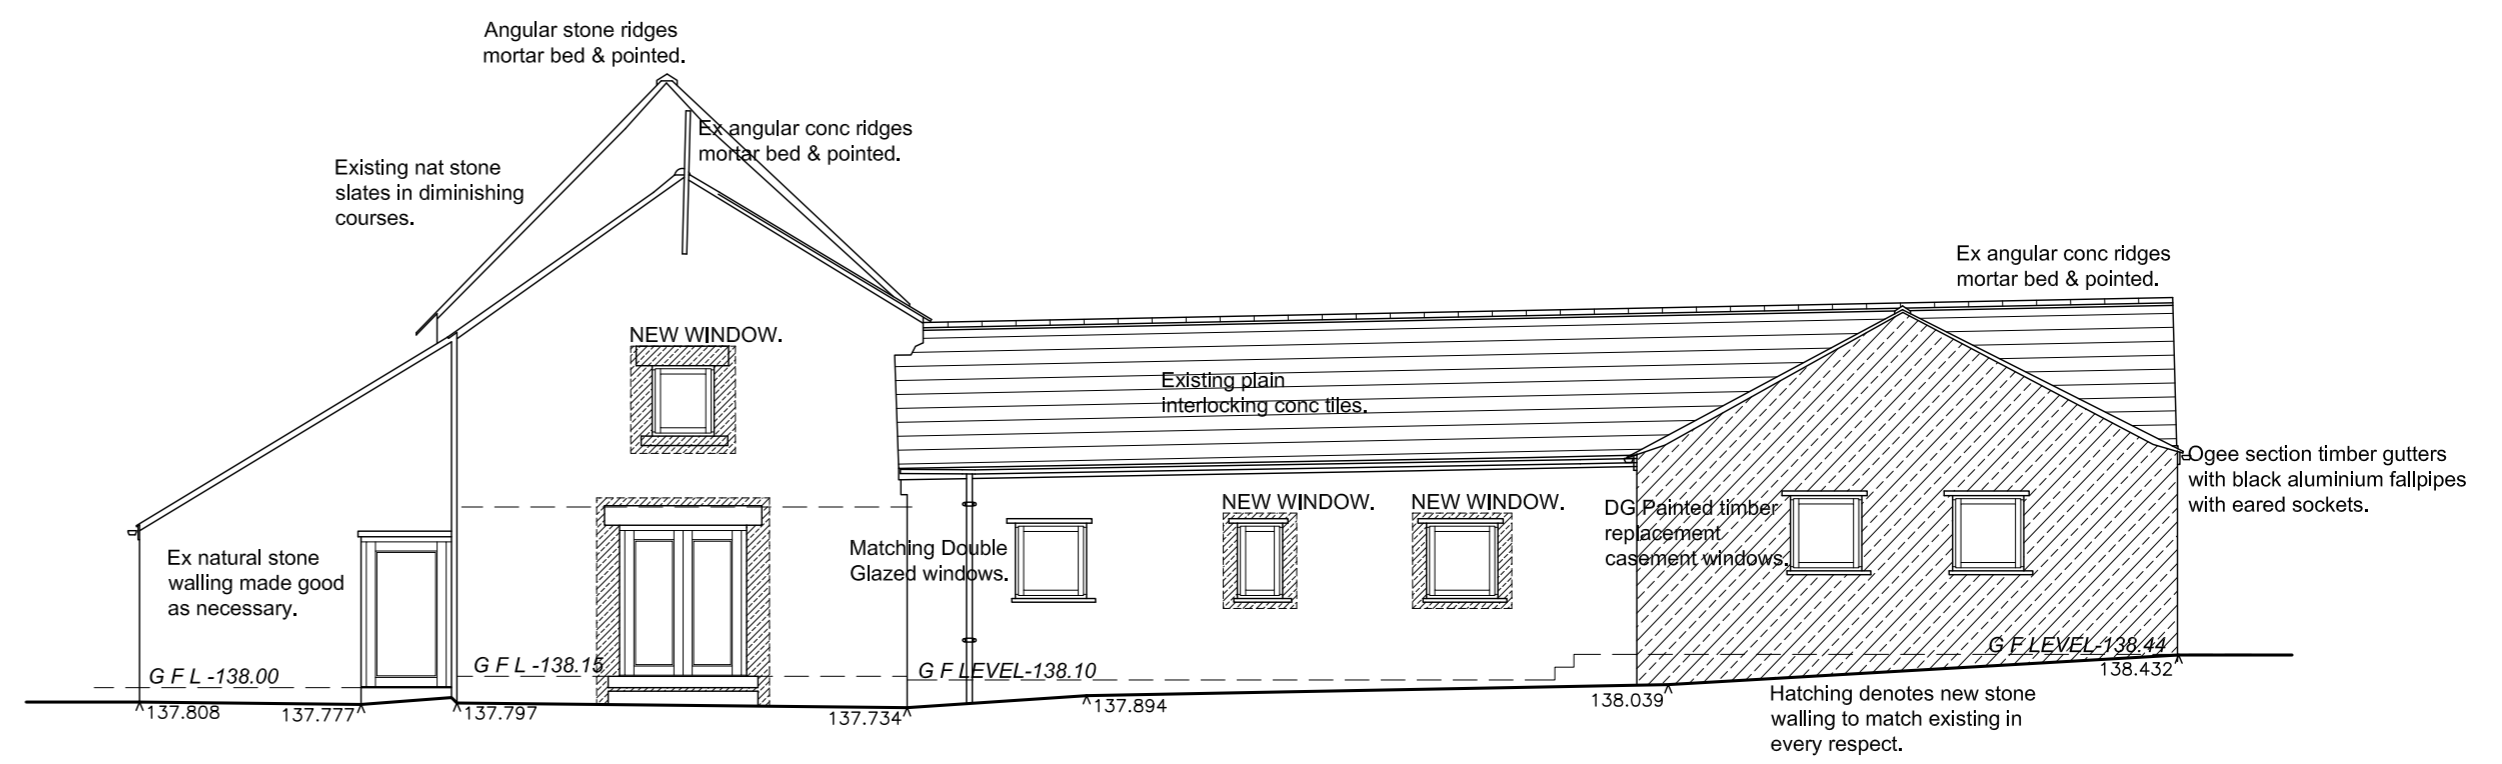 Angular stone ridges
mortar bed & pointed.
Ex angular conc ridges
mortar bed & pointed.
Existing nat stone
slates in diminishing
courses.
Ex angular conc ridges
mortar bed & pointed.
NEW WINDOW.
Existing plain
interlocking conc tiles.
Ogee section timber gutters
with black aluminium fallpipes
with eared sockets.
NEW WINDOW.
NEW WINDOW.
DG Painted timber
replacement
casement windows.
Matching Double
Glazed windows.
Ex natural stone
walling made good
as necessary.
G F L -138.00
G F L -138.15
G F LEVEL-138.10
G F LEVEL-138.44
137.808
137.777
137.797
137.734
137.894
138.039
138.432
Hatching denotes new stone
walling to match existing in
every respect.